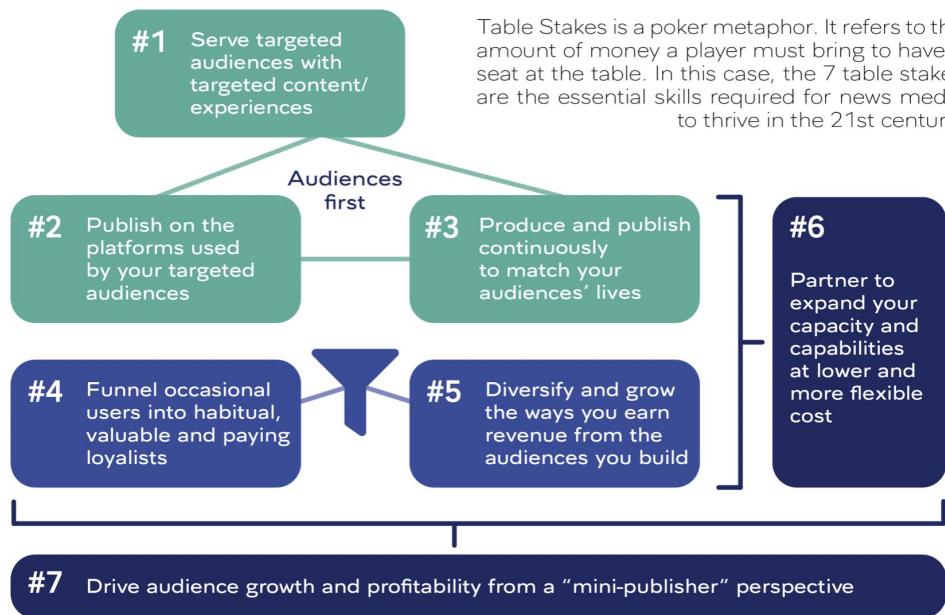 #1 Serve targeted
audiences with
targeted content/
experiences
Table Stakes is a poker metaphor. It refers to
amount of money a player must bring to have
seat at the table. In this case, the 7 table
are the essential skills required for news
to thrive in the 21st
Audiences
first
#2 Publish on the
platforms used
by your targeted
audiences
#3 Produce and publish
continuously
to match your
audiences’ lives
#4 Funnel occasional
users into habitual,
valuable and paying
loyalists
#5 Diversify and grow
the ways you earn
revenue from the
audiences you build
#6
Partner to
expand your
capacity and
capabilities
at lower and
more flexible
cost
#7 Drive audience growth and profitability from a “mini-publisher” perspective